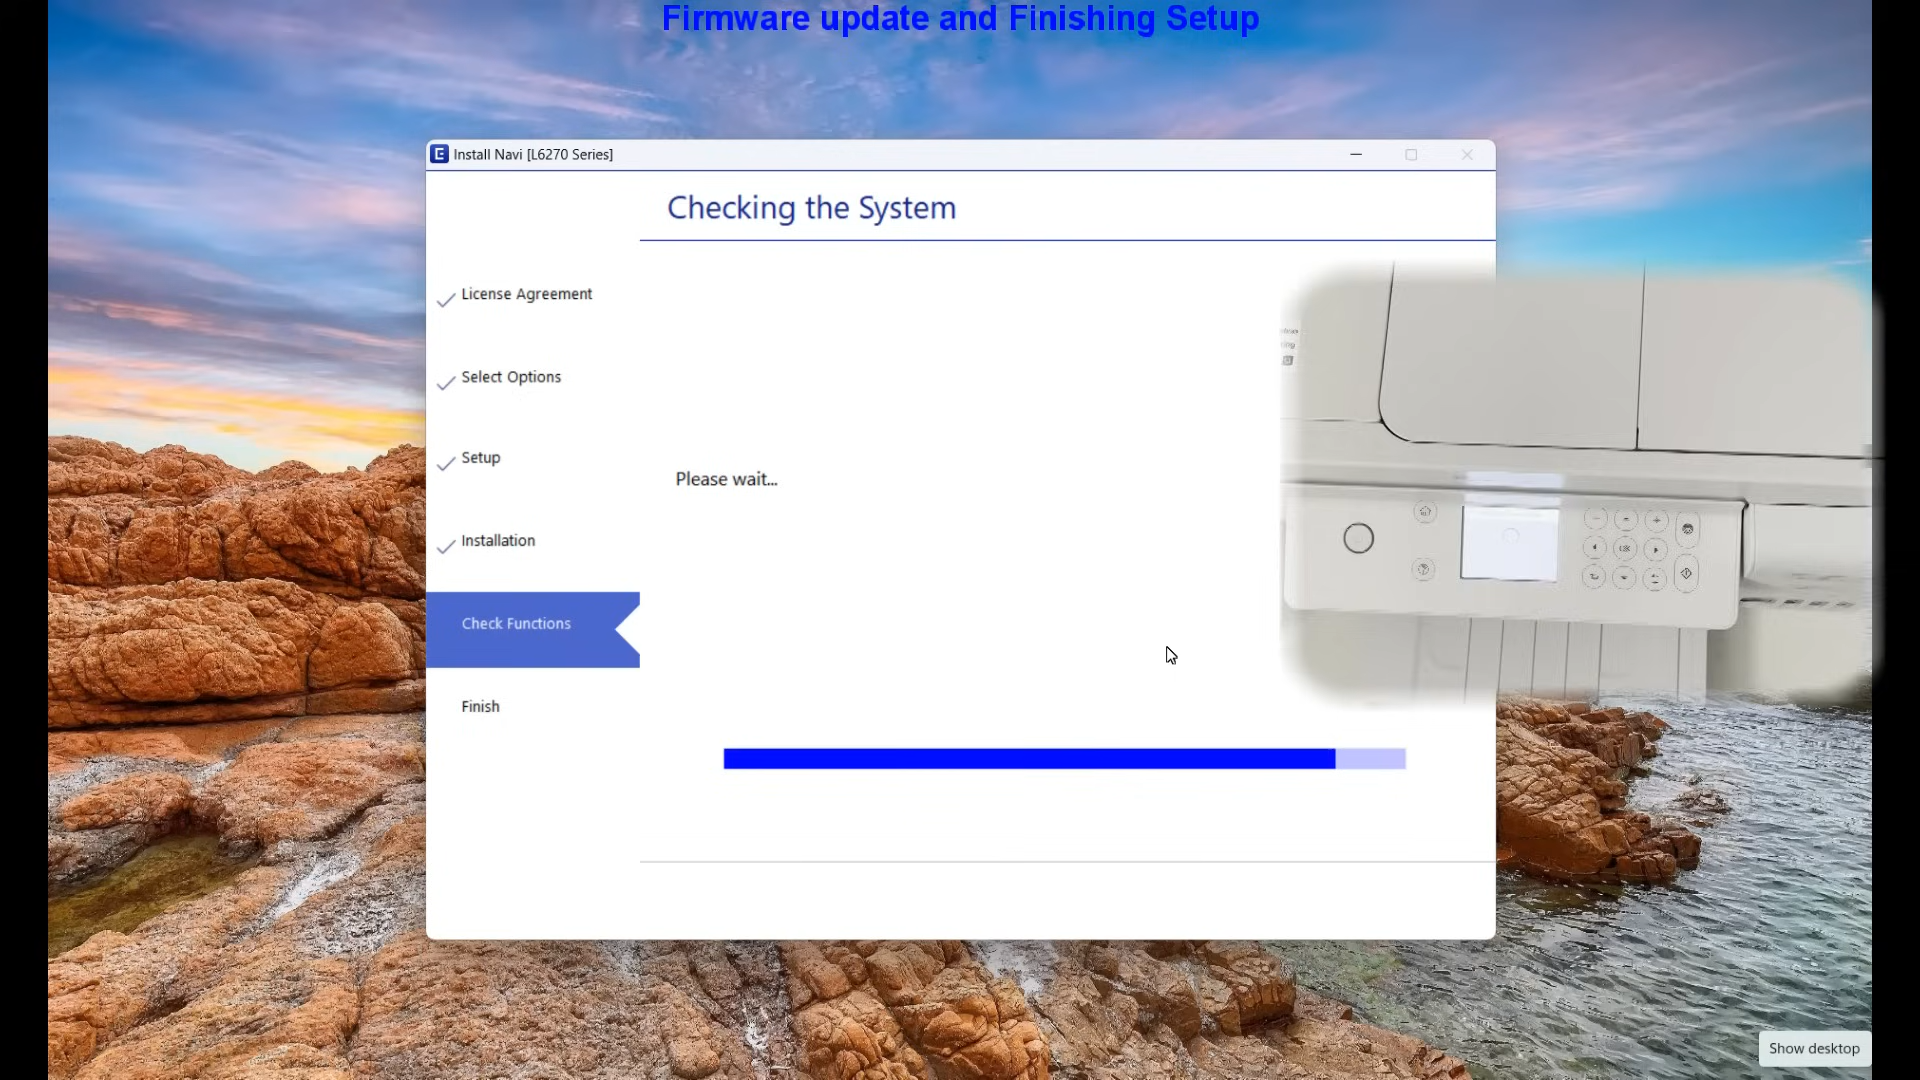 Firmware update and Finishing Setup
E Install Navi [L6270 Series]
Checking the System
License Agreement
Select Options
Setup
Installation
Check Functions
Finish
Please wait...
OK
Show desktop